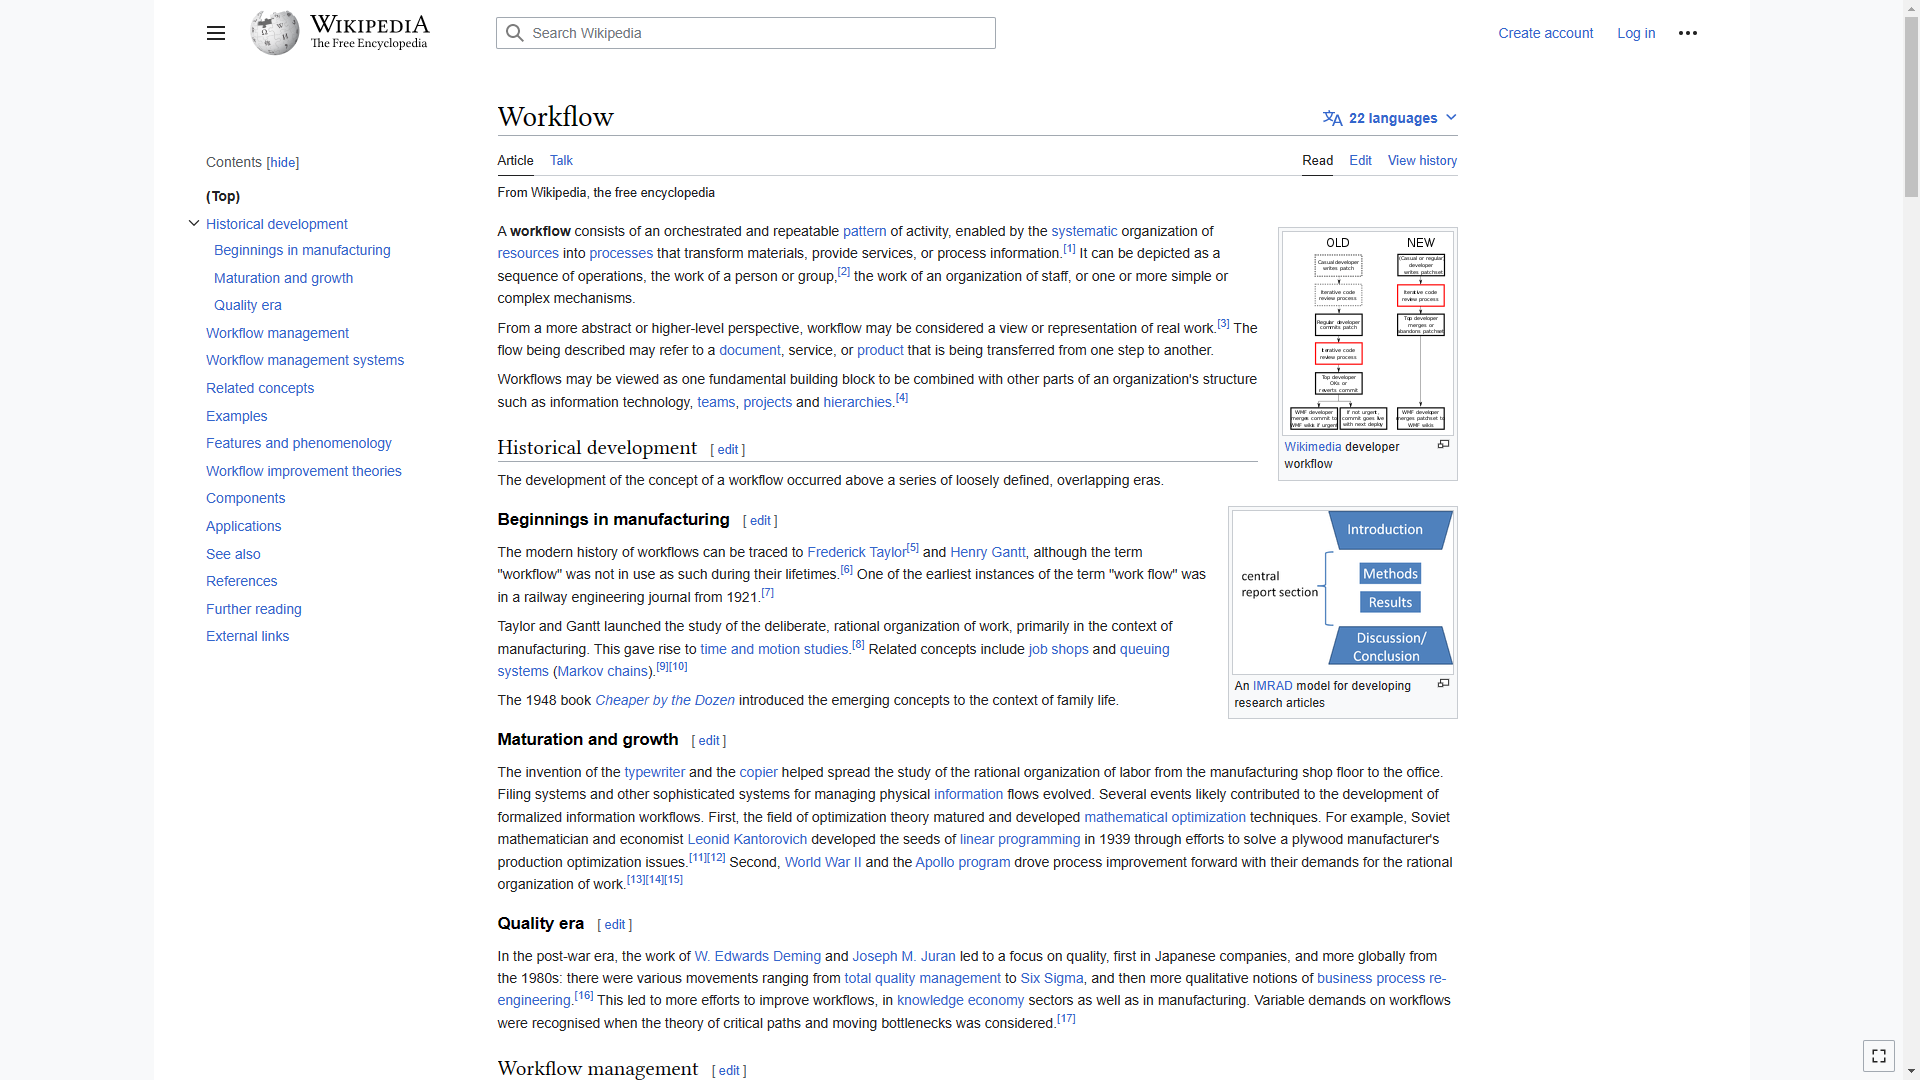 WIKIPEDIA
The Free Encyclopedia
Search Wikipedia
Create account
Log in
Workflow
22 languages
Article
Talk
Read
Edit
View history
From Wikipedia, the free encyclopedia
Contents [hide]
(Top)
Historical development
Beginnings in manufacturing
Maturation and growth
Quality era
Workflow management
Workflow management systems
Related concepts
Examples
Features and phenomenology
Workflow improvement theories
Components
Applications
See also
References
Further reading
External links
A workflow consists of an orchestrated and repeatable pattern of activity, enabled by the systematic organization of
resources into processes that transform materials, provide services, or process information.[1] It can be depicted as a
sequence of operations, the work of a person or group,[2] the work of an organization of staff, or one or more simple or
complex mechanisms.
From a more abstract or higher-level perspective, workflow may be considered a view or representation of real work.[3] The
flow being described may refer to a document, service, or product that is being transferred from one step to another.
Workflows may be viewed as one fundamental building block to be combined with other parts of an organization's structure
such as information technology, teams, projects and hierarchies.[4]
OLD
Casual developer
writes patch
Iterative code
review process
Regular developer
commits patch
Iterative code
review process
Top developer
OKs or
reverts commit
WMF developer
merges commit to
WMF wikis if urgent
If not urgent,
commit goes live
with next deploy
NEW
(Casual or regular)
developer
writes patchset
Iterative code
review process
Top developer
merges or
abandons patchset
WMF developer
merges patchset to
WMF wikis
Wikimedia developer
workflow
Historical development [ edit ]
The development of the concept of a workflow occurred above a series of loosely defined, overlapping eras.
Beginnings in manufacturing [ edit ]
The modern history of workflows can be traced to Frederick Taylor[5] and Henry Gantt, although the term
"workflow" was not in use as such during their lifetimes.[6] One of the earliest instances of the term "work flow" was
in a railway engineering journal from 1921.[7]
Taylor and Gantt launched the study of the deliberate, rational organization of work, primarily in the context of
manufacturing. This gave rise to time and motion studies.[8] Related concepts include job shops and queuing
systems (Markov chains).[9][10]
The 1948 book Cheaper by the Dozen introduced the emerging concepts to the context of family life.
Introduction
central
report section
Methods
Results
Discussion/
Conclusion
An IMRAD model for developing
research articles
Maturation and growth [ edit ]
The invention of the typewriter and the copier helped spread the study of the rational organization of labor from the manufacturing shop floor to the office.
Filing systems and other sophisticated systems for managing physical information flows evolved. Several events likely contributed to the development of
formalized information workflows. First, the field of optimization theory matured and developed mathematical optimization techniques. For example, Soviet
mathematician and economist Leonid Kantorovich developed the seeds of linear programming in 1939 through efforts to solve a plywood manufacturer's
production optimization issues.[11][12] Second, World War II and the Apollo program drove process improvement forward with their demands for the rational
organization of work.[13][14][15]
Quality era [ edit ]
In the post-war era, the work of W. Edwards Deming and Joseph M. Juran led to a focus on quality, first in Japanese companies, and more globally from
the 1980s: there were various movements ranging from total quality management to Six Sigma, and then more qualitative notions of business process re-
engineering.[16] This led to more efforts to improve workflows, in knowledge economy sectors as well as in manufacturing. Variable demands on workflows
were recognised when the theory of critical paths and moving bottlenecks was considered.[17]
Workflow management [ edit ]